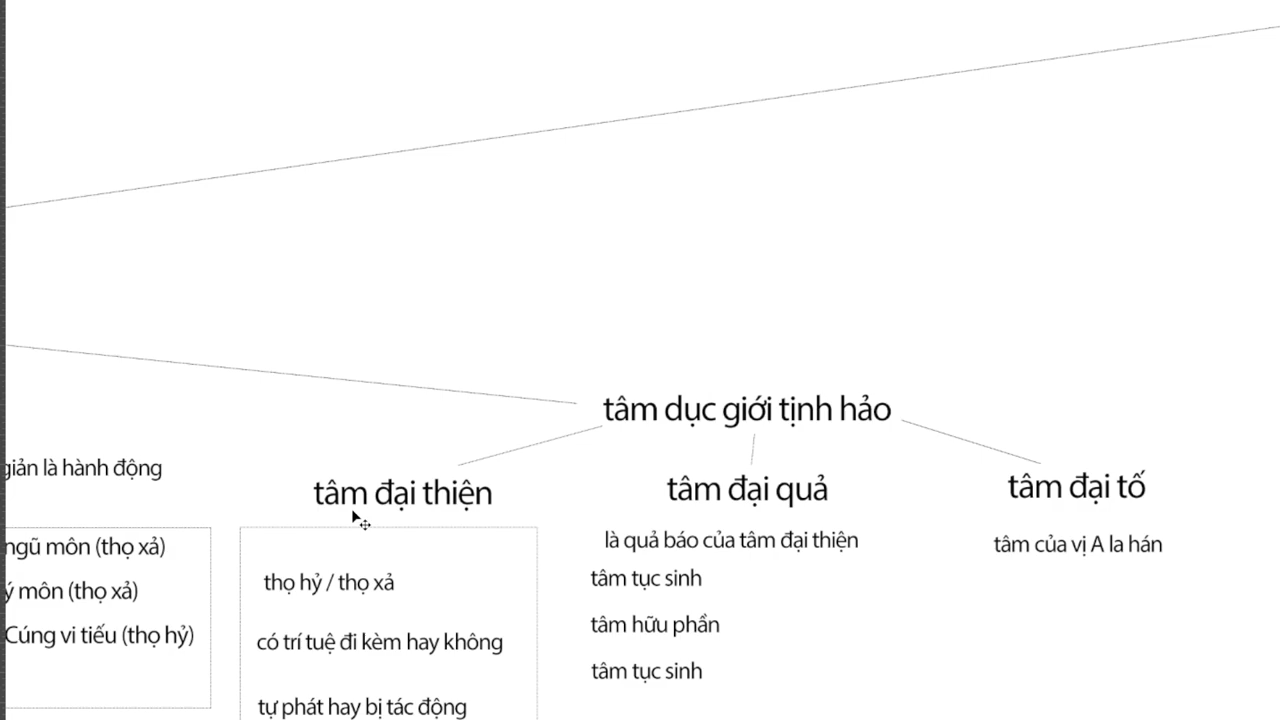 tâm dục giới tịnh hảo
giản là hành động
ngũ môn (thọ xả)
ý môn (thọ xả)
Cúng vi tiếu (thọ hỷ)
tâm đại thiện
thọ hỷ / thọ xả
có trí tuệ đi kèm hay không
tự phát hay bị tác động
tâm đại quả
là quả báo của tâm đại thiện
tâm tục sinh
tâm hữu phần
tâm tục sinh
tâm đại tố
tâm của vị A la hán